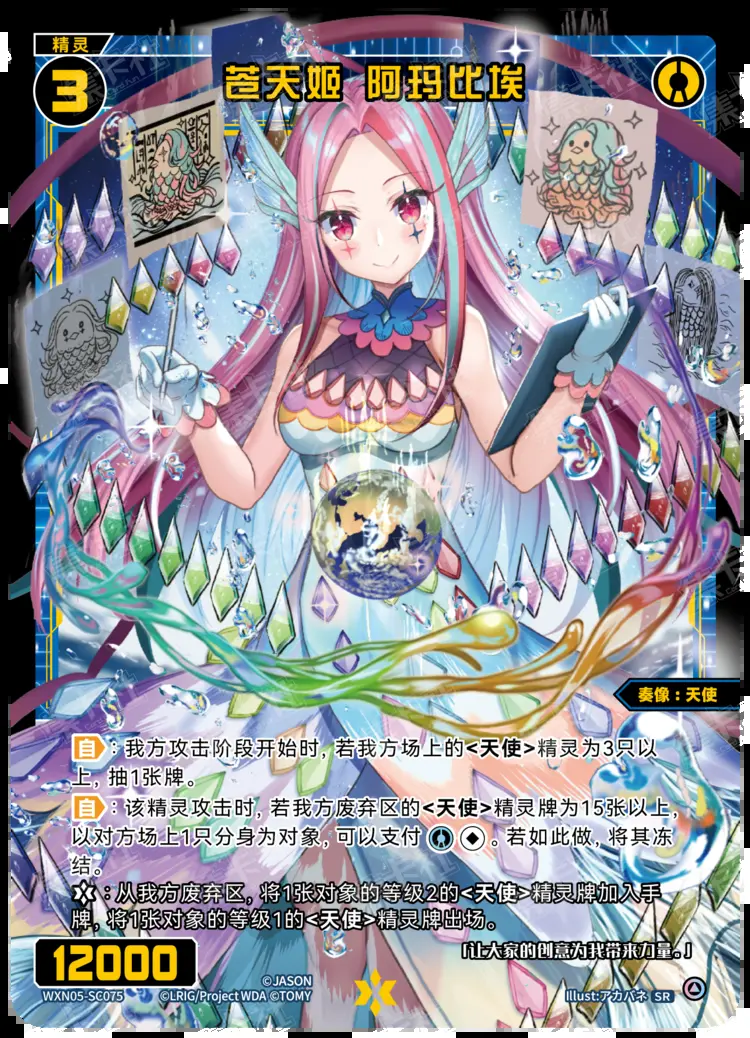 精灵
3
苍天姬 阿玛比埃
奏像：天使
自：我方攻击阶段开始时，若我方场上的<天使>精灵为3只以
上，抽1张牌。
自：该精灵攻击时，若我方废弃区的<天使>精灵牌为15张以上，
以对方场上1只分身为对象，可以支付 。若如此做，将其冻
结。
：从我方废弃区，将1张对象的等级2的<天使>精灵牌加入手
牌，将1张对象的等级1的<天使>精灵牌出场。
「让大家的创意为我带来力量。」
12000
©JASON
WXN05-SC075 ©LRIG/Project WDA ©TOMY
Illust:アカバネ SR